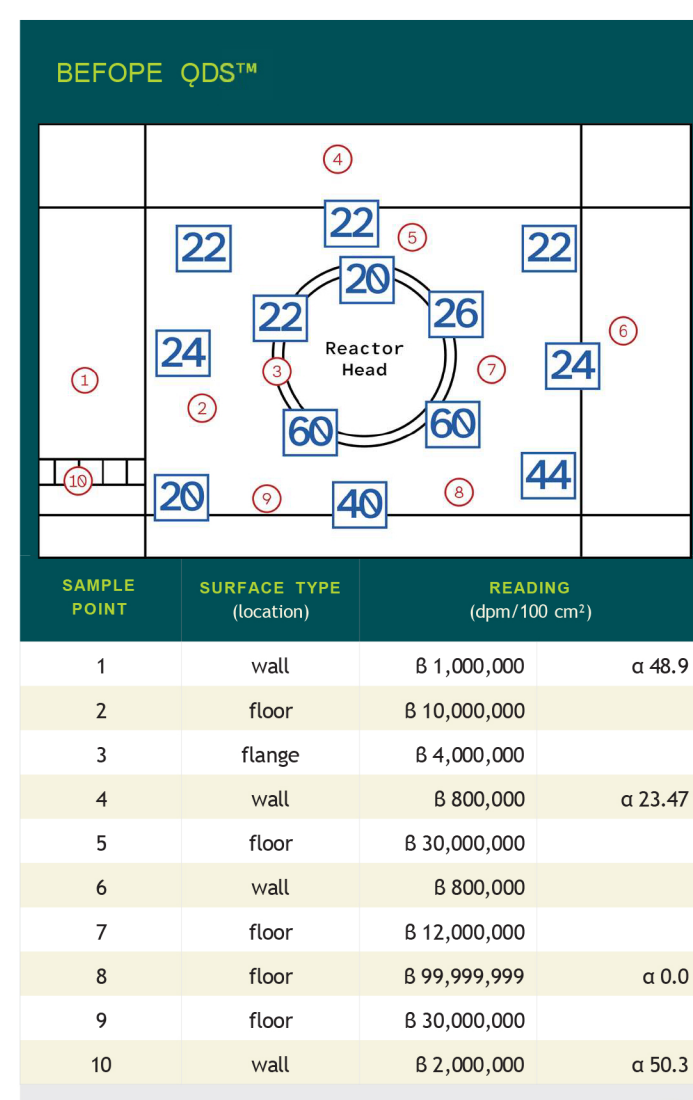 BEFOPE QDS™
4
22
5
22
22
20
22
26
6
24
Reactor
Head
24
3
7
1
2
60
60
10
20
9
40
8
44
SAMPLE
POINT
SURFACE TYPE
(location)
READING
(dpm/100 cm²)
1 wall ß 1,000,000 α 48.9
2 floor ß 10,000,000
3 flange ß 4,000,000
4 wall ß 800,000 α 23.47
5 floor ß 30,000,000
6 wall ß 800,000
7 floor ß 12,000,000
8 floor ß 99,999,999 α 0.0
9 floor ß 30,000,000
10 wall ß 2,000,000 α 50.3